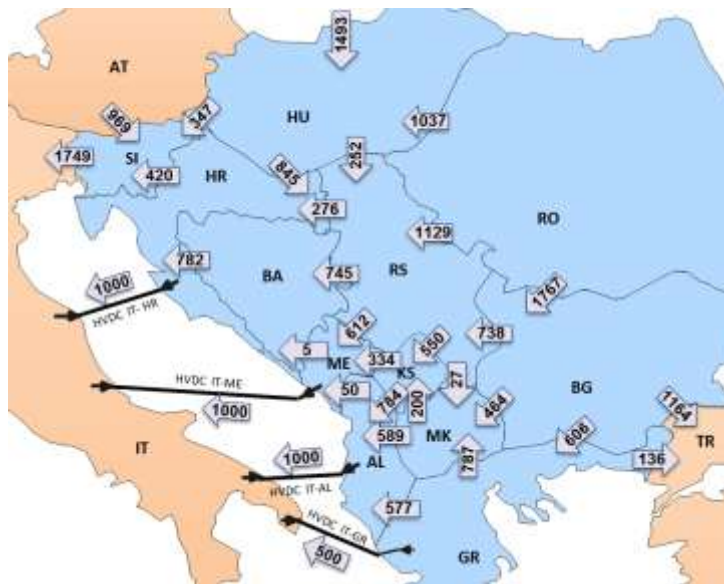 1493
AT
969
347
HU
1037
1749
SI
420
HR
845
252
276
RO
1129
782
BA
745
RS
1000
HVDC IT-HR
1767
612
738
5
ME
334
KS
550
HVDC IT-ME
50
784
200
27
464
BG
1164
1000
589
MK
608
TR
IT
AL
787
136
1000
HVDC IT-AL
577
HVDC IT-GR
500
GR